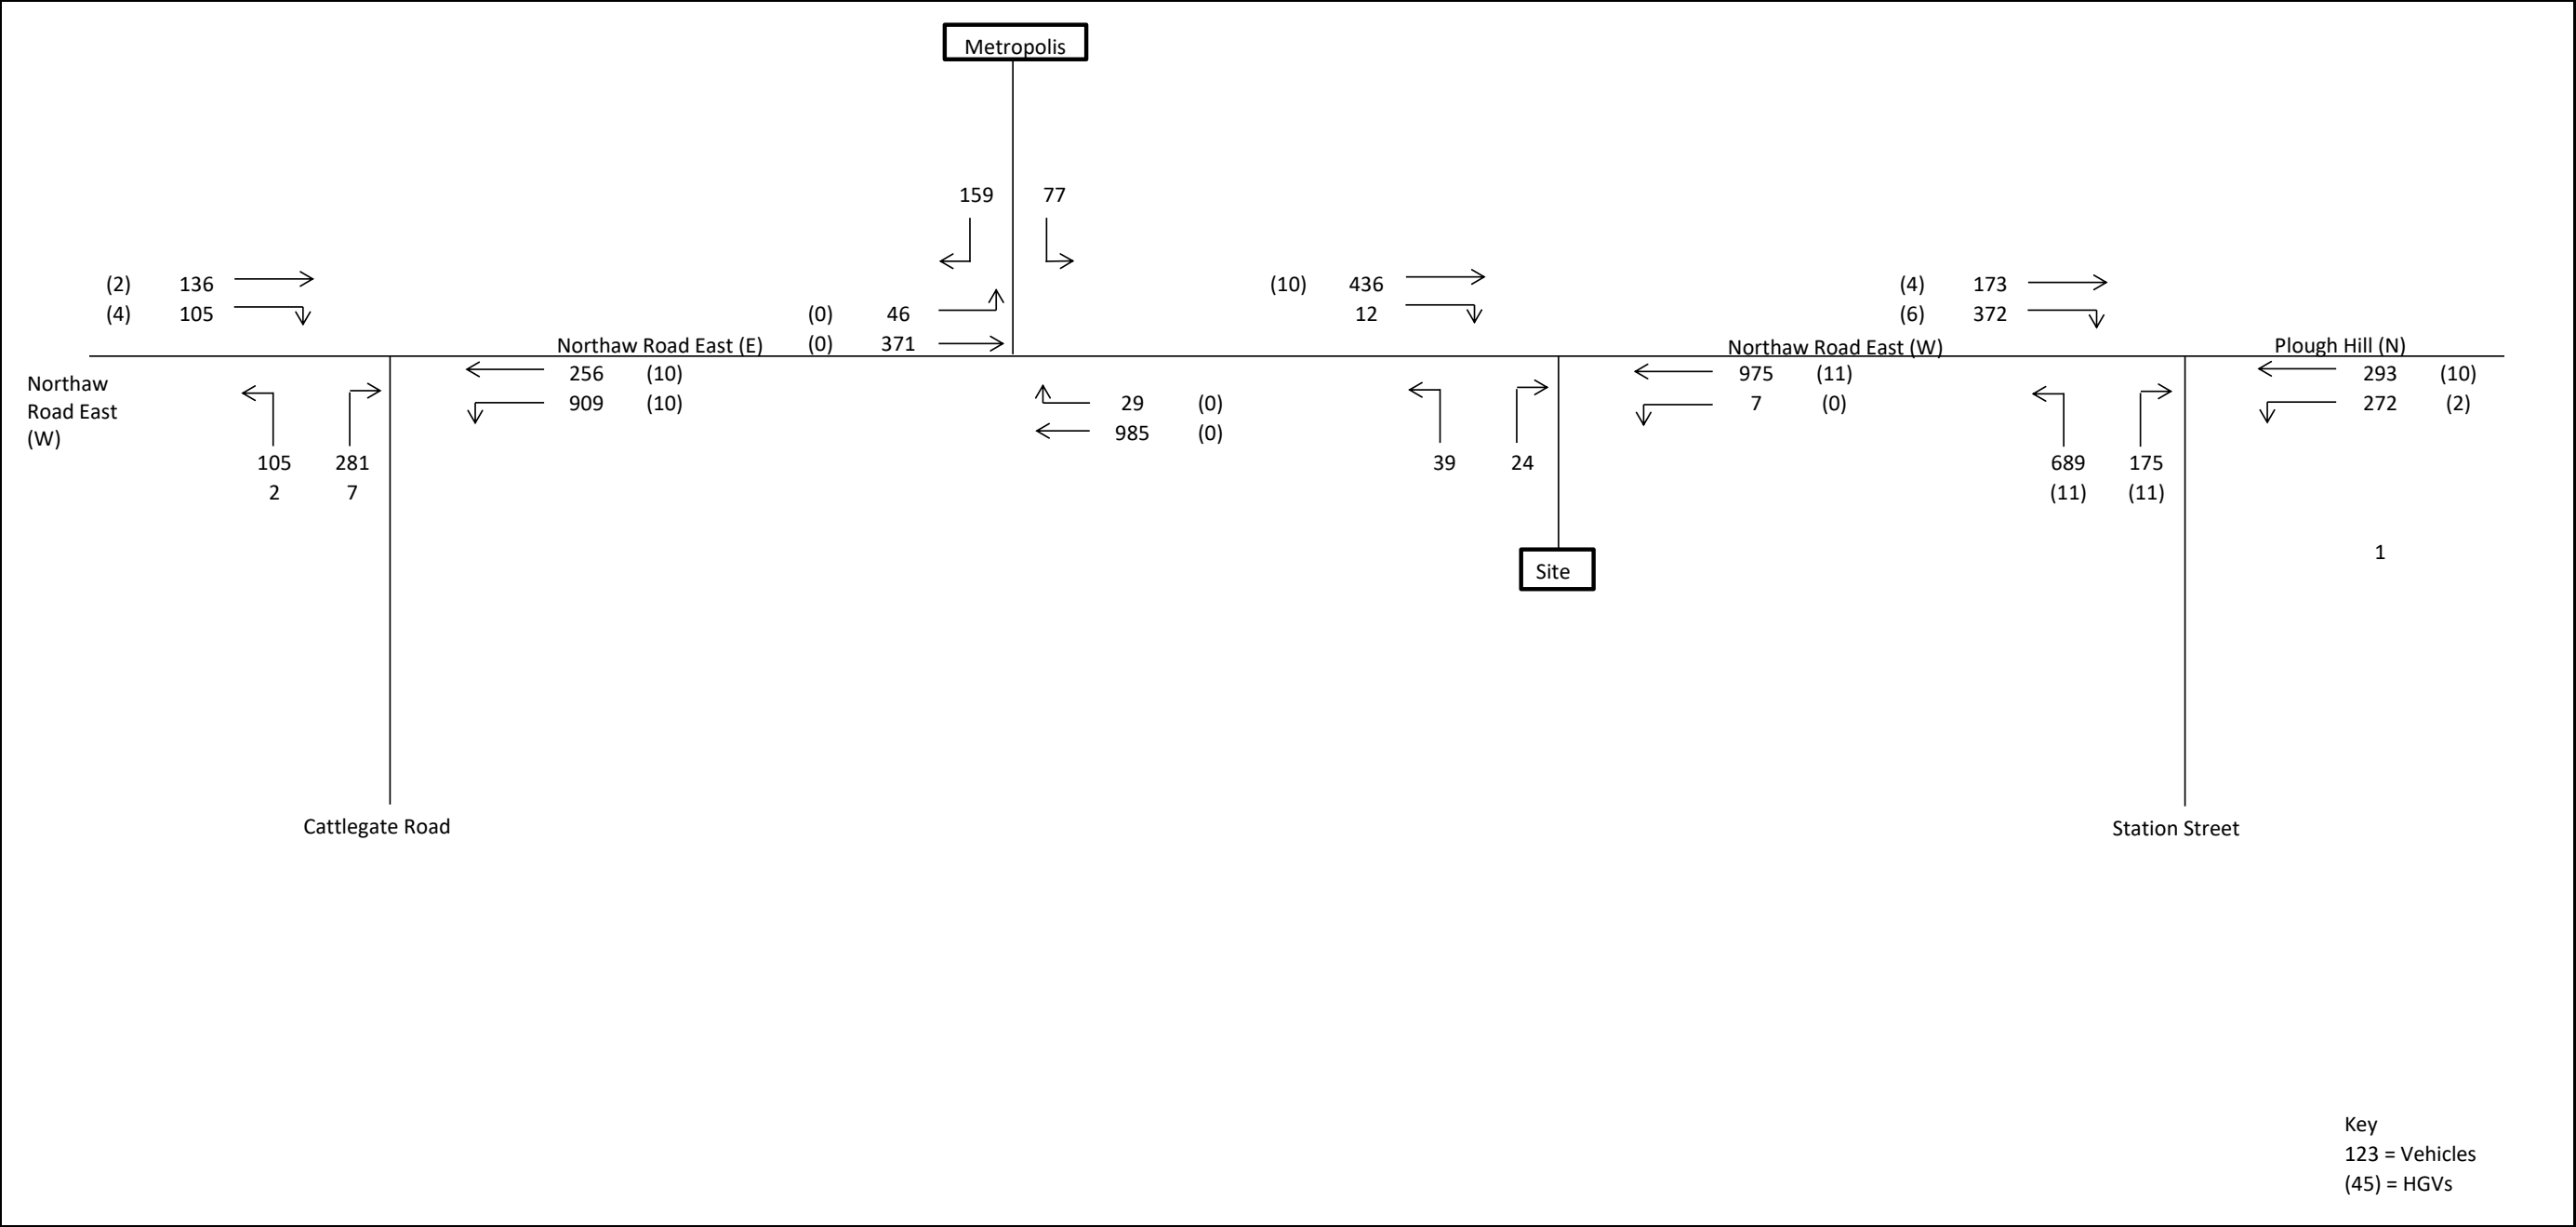 Metropolis
159 77
(2) 136
(4) 105
(0) 46
(0) 371
(10) 436
12
(4) 173
(6) 372
Northaw Road East (E)
Northaw Road East (W)
Plough Hill (N)
Northaw
Road East
(W)
256 (10)
909 (10)
29 (0)
985 (0)
975 (11)
7 (0)
293 (10)
272 (2)
105 281
2 7
39 24
689 175
(11) (11)
1
Site
Cattlegate Road
Station Street
Key
123 = Vehicles
(45) = HGVs